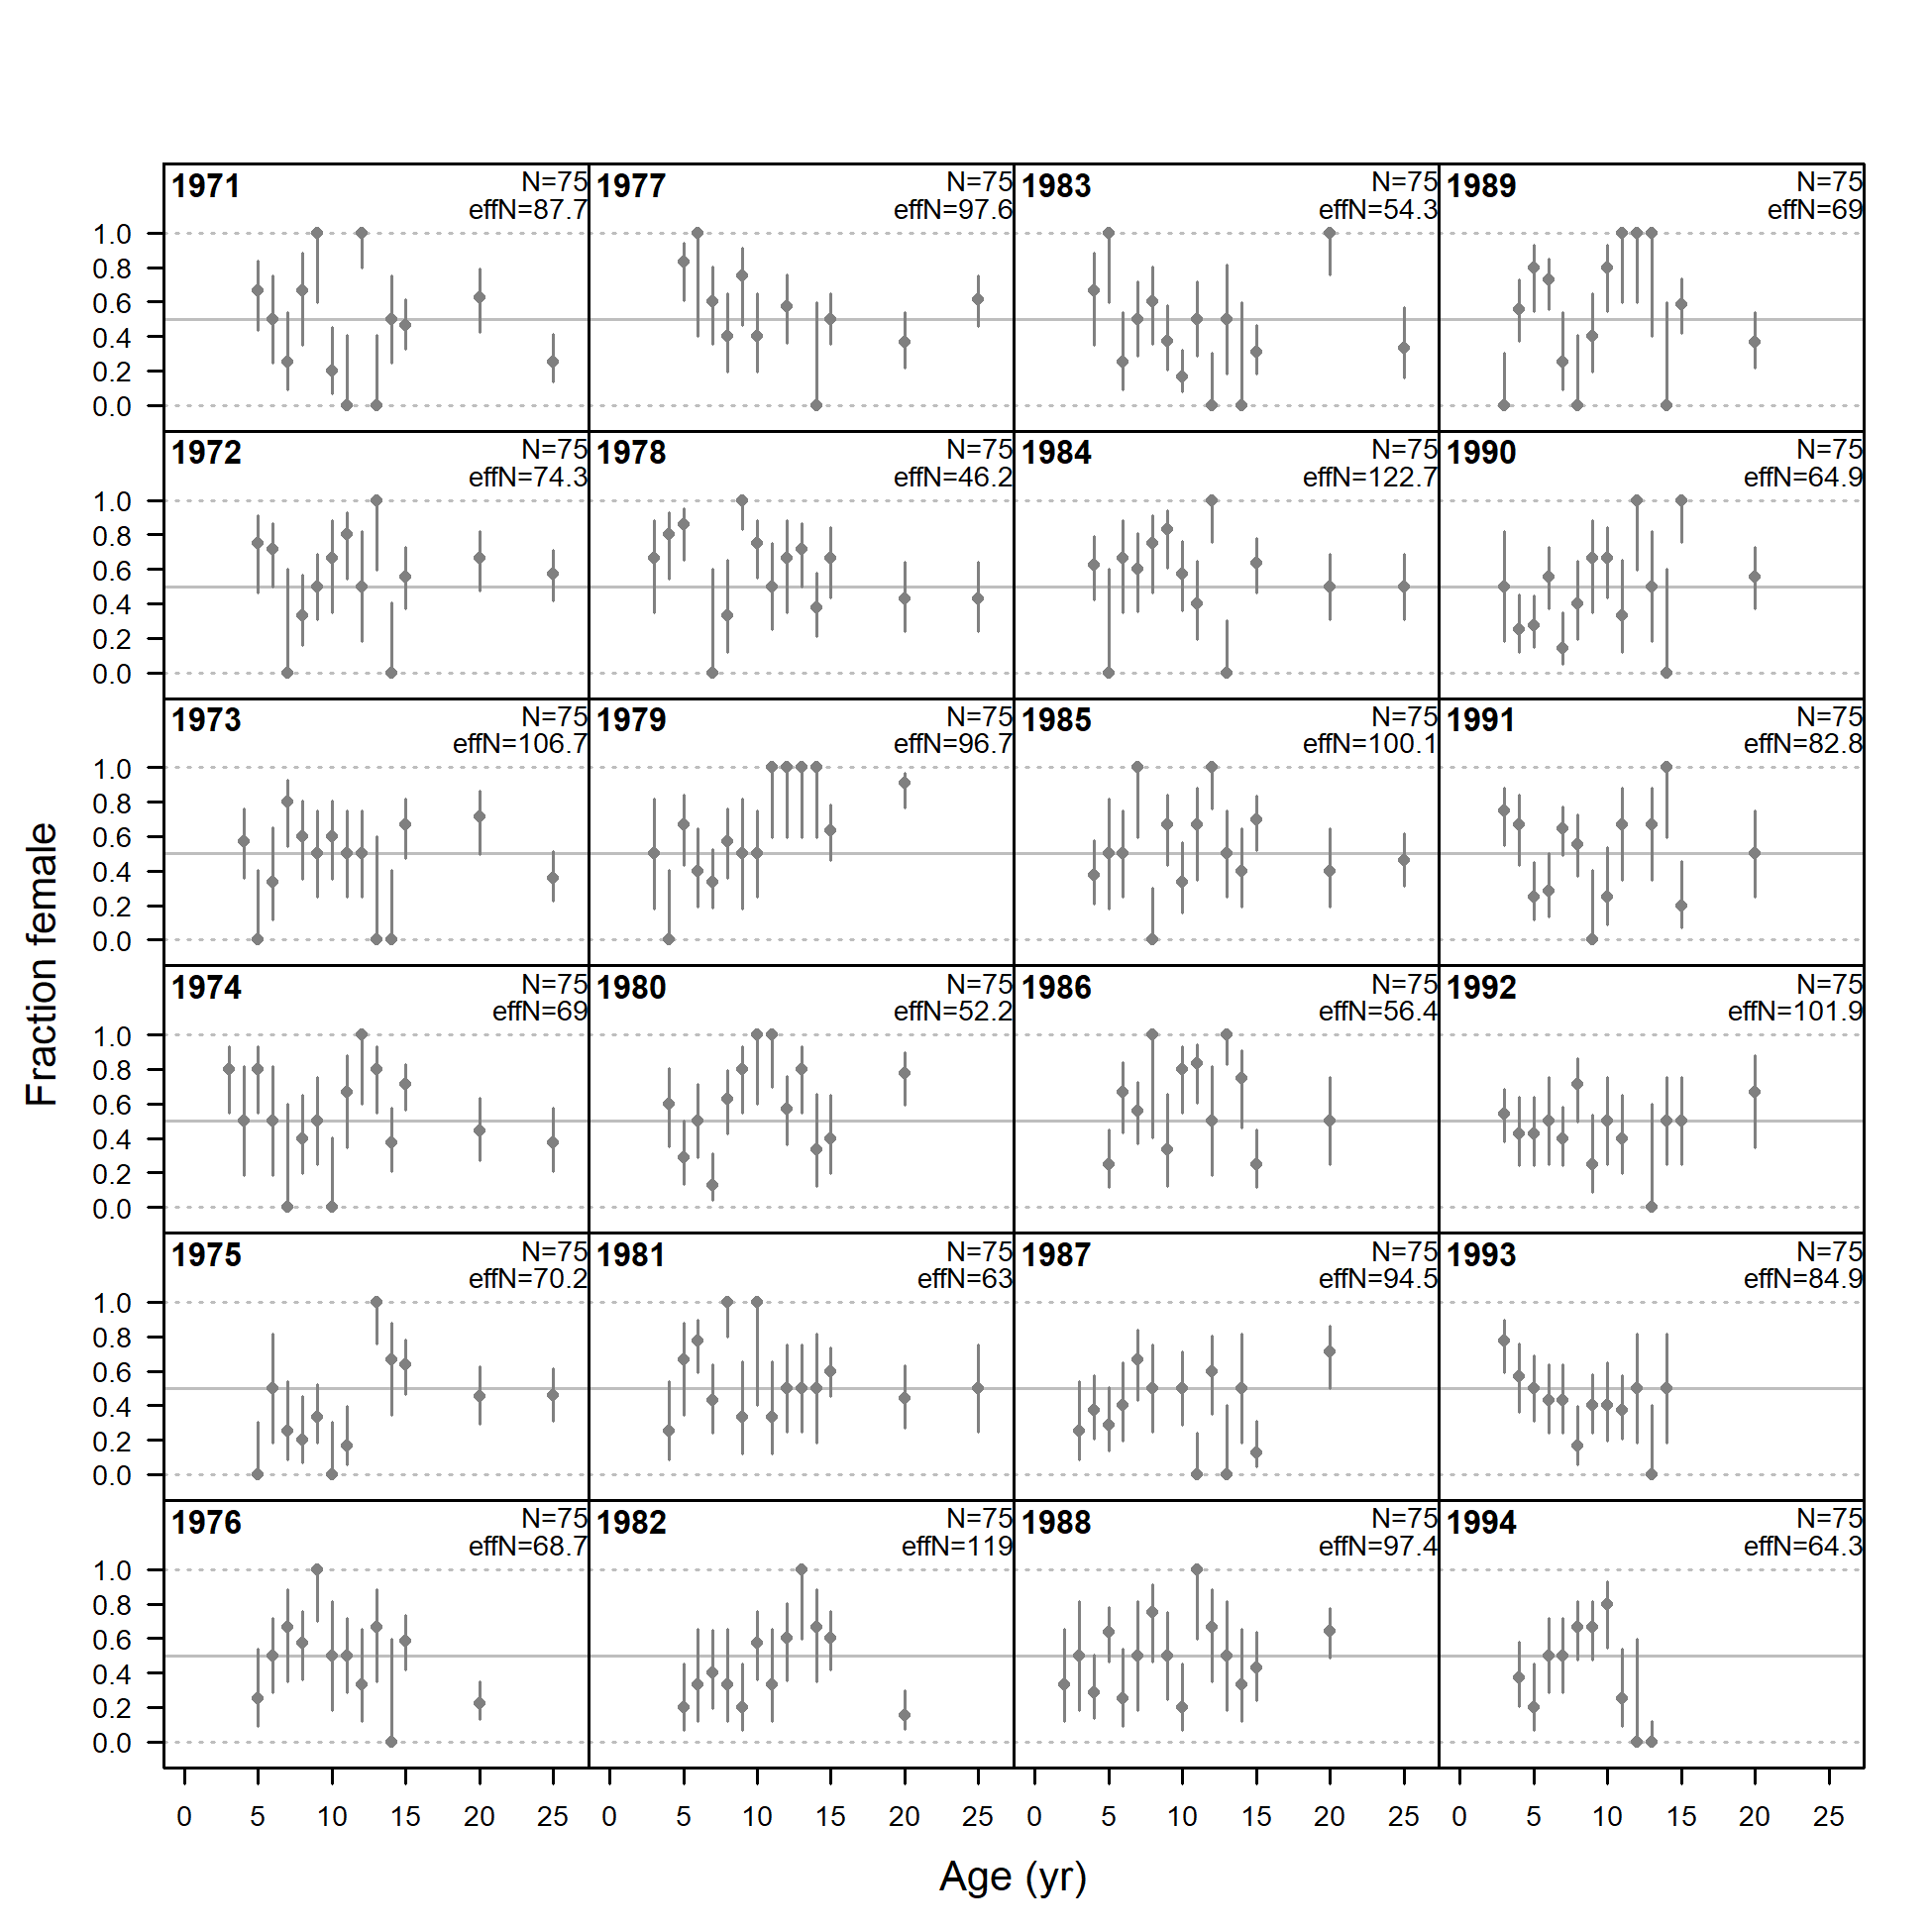 1971 N=75 1977 N=75 1983 N=75 1989 N=75
effN=87.7 effN=97.6 effN=54.3 effN=69
1.0
0.8
0.6
0.4
0.2
0.0
1972 N=75 1978 N=75 1984 N=75 1990 N=75
effN=74.3 effN=46.2 effN=122.7 effN=64.9
1.0
0.8
0.6
0.4
0.2
0.0
1973 N=75 1979 N=75 1985 N=75 1991 N=75
effN=106.7 effN=96.7 effN=100.1 effN=82.8
1.0
0.8
0.6
0.4
0.2
0.0
1974 N=75 1980 N=75 1986 N=75 1992 N=75
effN=69 effN=52.2 effN=56.4 effN=101.9
1.0
0.8
0.6
0.4
0.2
0.0
1975 N=75 1981 N=75 1987 N=75 1993 N=75
effN=70.2 effN=63 effN=94.5 effN=84.9
1.0
0.8
0.6
0.4
0.2
0.0
1976 N=75 1982 N=75 1988 N=75 1994 N=75
effN=68.7 effN=119 effN=97.4 effN=64.3
1.0
0.8
0.6
0.4
0.2
0.0
0 5 10 15 20 25 0 5 10 15 20 25 0 5 10 15 20 25 0 5 10 15 20 25
Age (yr)
Fraction female